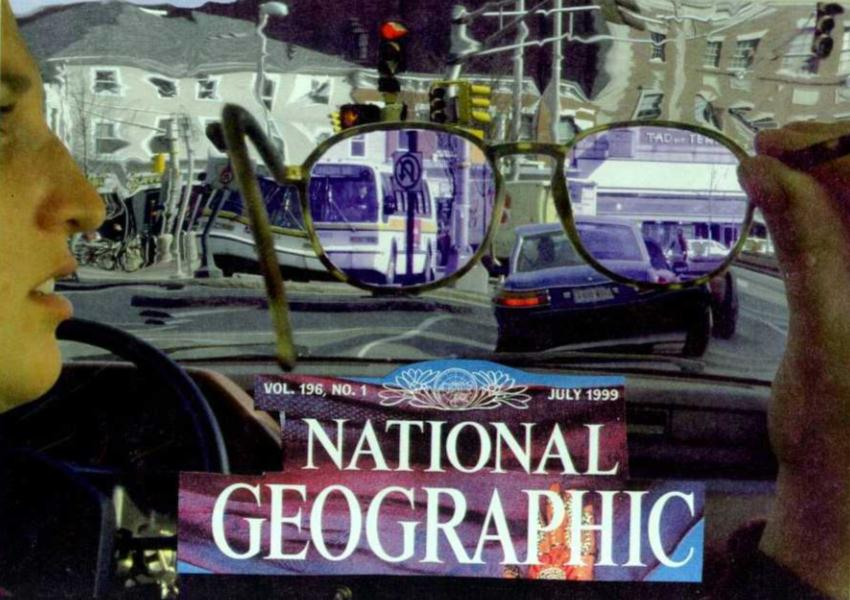 VOL. 196, NO. 1
JULY 1999
NATIONAL
GEOGRAPHIC